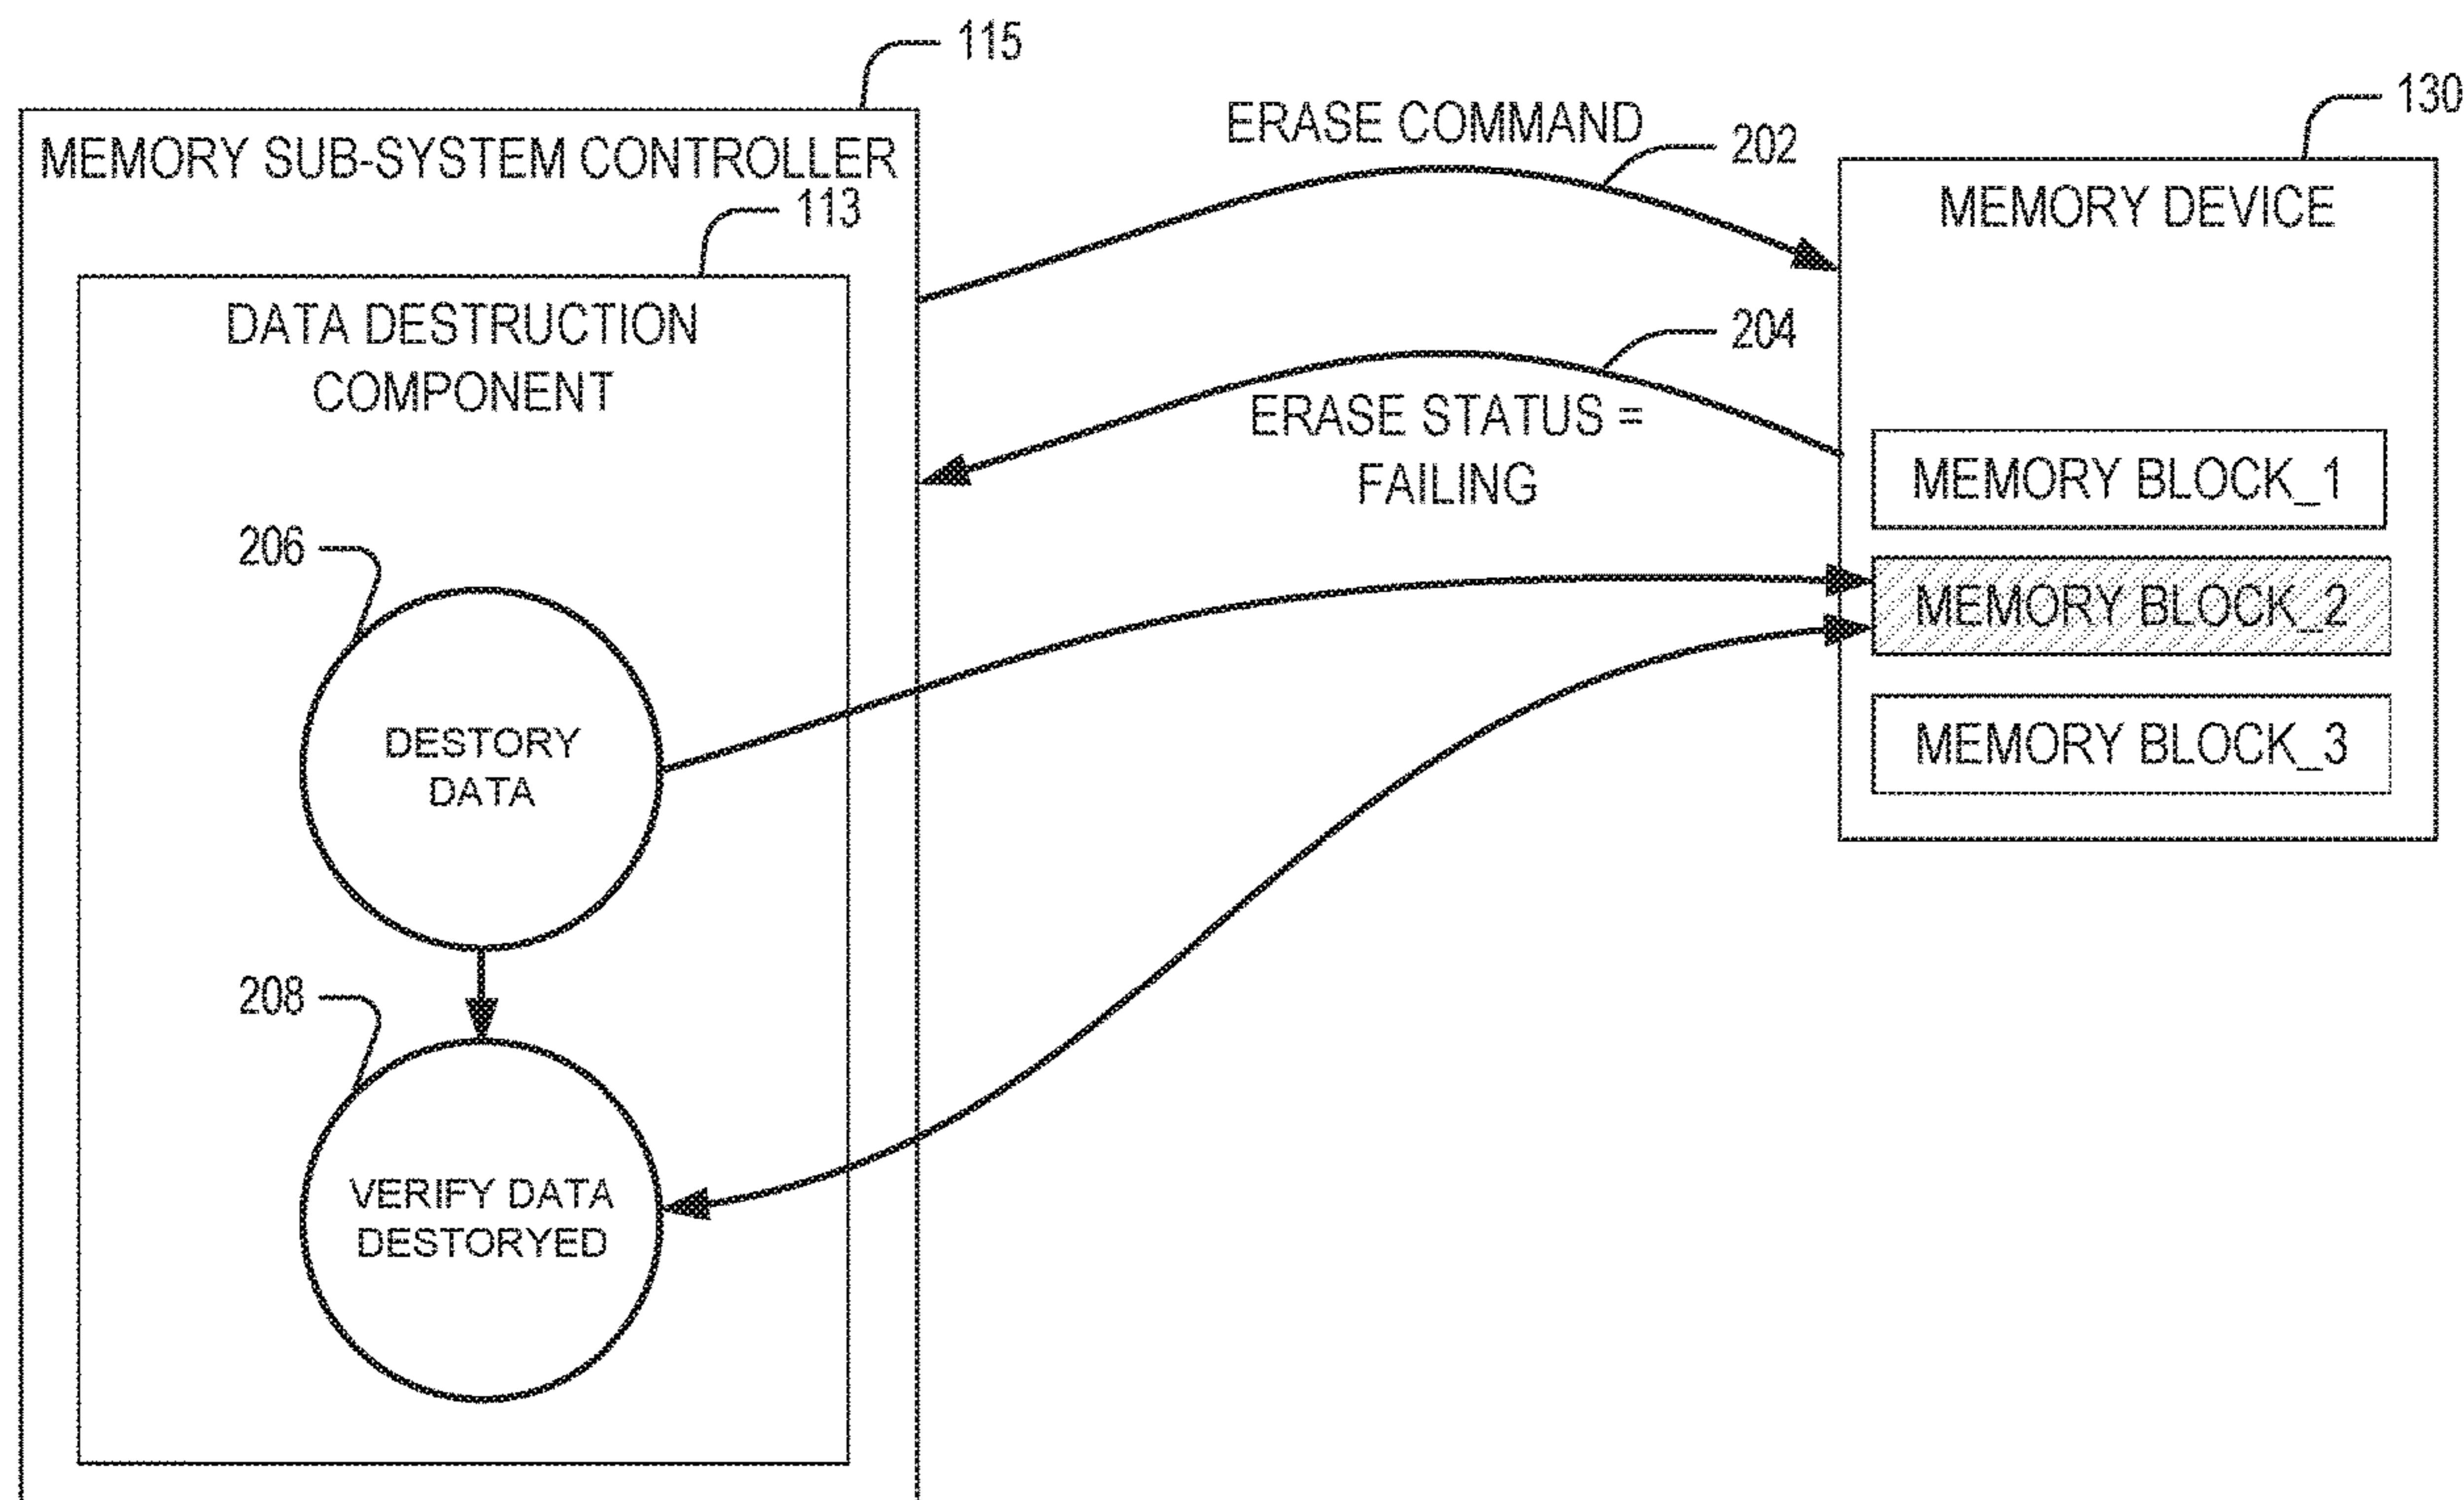 115
MEMORY SUB-SYSTEM CONTROLLER
113
DATA DESTRUCTION
COMPONENT
206
DESTORY
DATA
208
VERIFY DATA
DESTORYED
ERASE COMMAND
202
204
ERASE STATUS =
FAILING
130
MEMORY DEVICE
MEMORY BLOCK_1
MEMORY BLOCK_2
MEMORY BLOCK_3